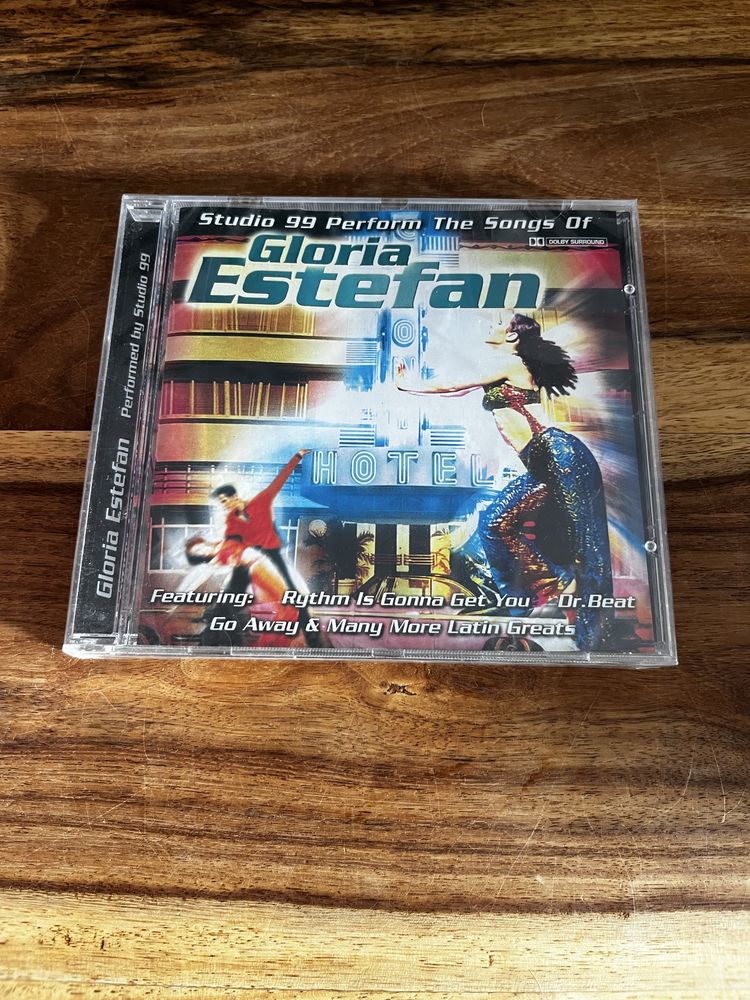 Studio 99 Perform The Songs Of
DOLBY SURROUND
Gloria
Estefan
HOTEL
Featuring: Rythm Is Gonna Get You Dr.Beat
Go Away & Many More Latin Greats
Gloria Estefan Performed by Studio 99